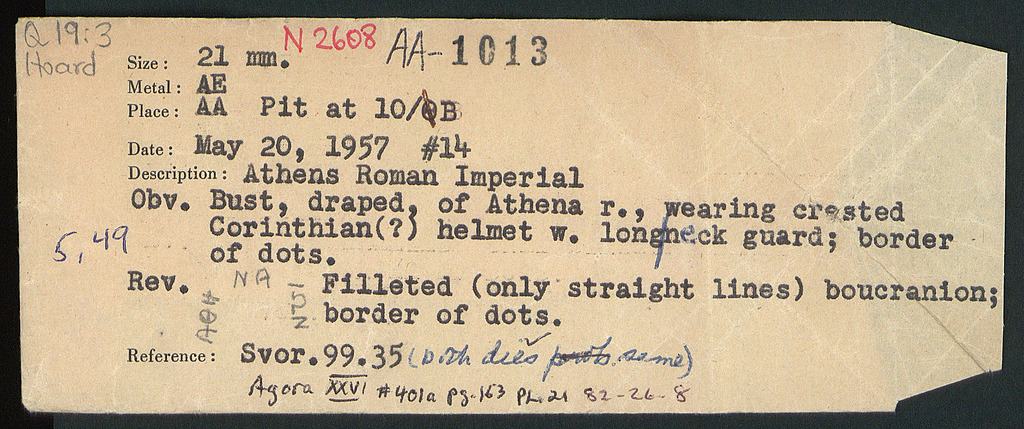 Q 19:3
Hoard
N 2608 AA-1013
Size: 21 mm.
Metal: AE
Place: AA Pit at 10/B
Date: May 20, 1957 #14
Description: Athens Roman Imperial
Obv. Bust, draped, of Athena r., wearing crested
Corinthian(?) helmet w. long neck guard; border
of dots.
5,49
Rev. NA Filleted (only straight lines) boucranion;
border of dots.
Reference: Svor.99.35 (both dies same)
Agora XXVI #401a pg. 163 PL. 21 82-26-8